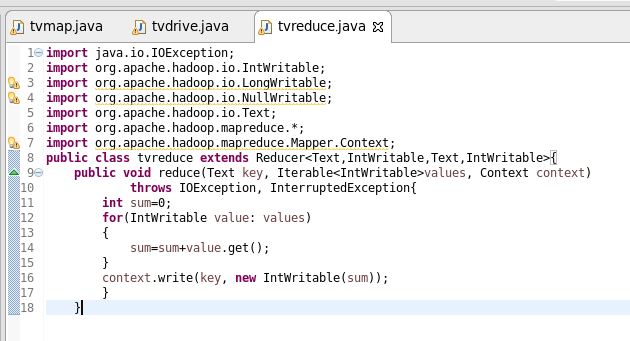 tvmap.java tvdrive.java tvreduce.java
1 import java.io.IOException;
2 import org.apache.hadoop.io.IntWritable;
3 import org.apache.hadoop.io.LongWritable;
4 import org.apache.hadoop.io.NullWritable;
5 import org.apache.hadoop.io.Text;
6 import org.apache.hadoop.mapreduce.*;
7 import org.apache.hadoop.mapreduce.Mapper.Context;
8 public class tvreduce extends Reducer<Text,IntWritable,Text,IntWritable>{
9     public void reduce(Text key, Iterable<IntWritable>values, Context context)
10             throws IOException, InterruptedException{
11         int sum=0;
12         for(IntWritable value: values)
13         {
14             sum=sum+value.get();
15         }
16         context.write(key, new IntWritable(sum));
17         }
18     }